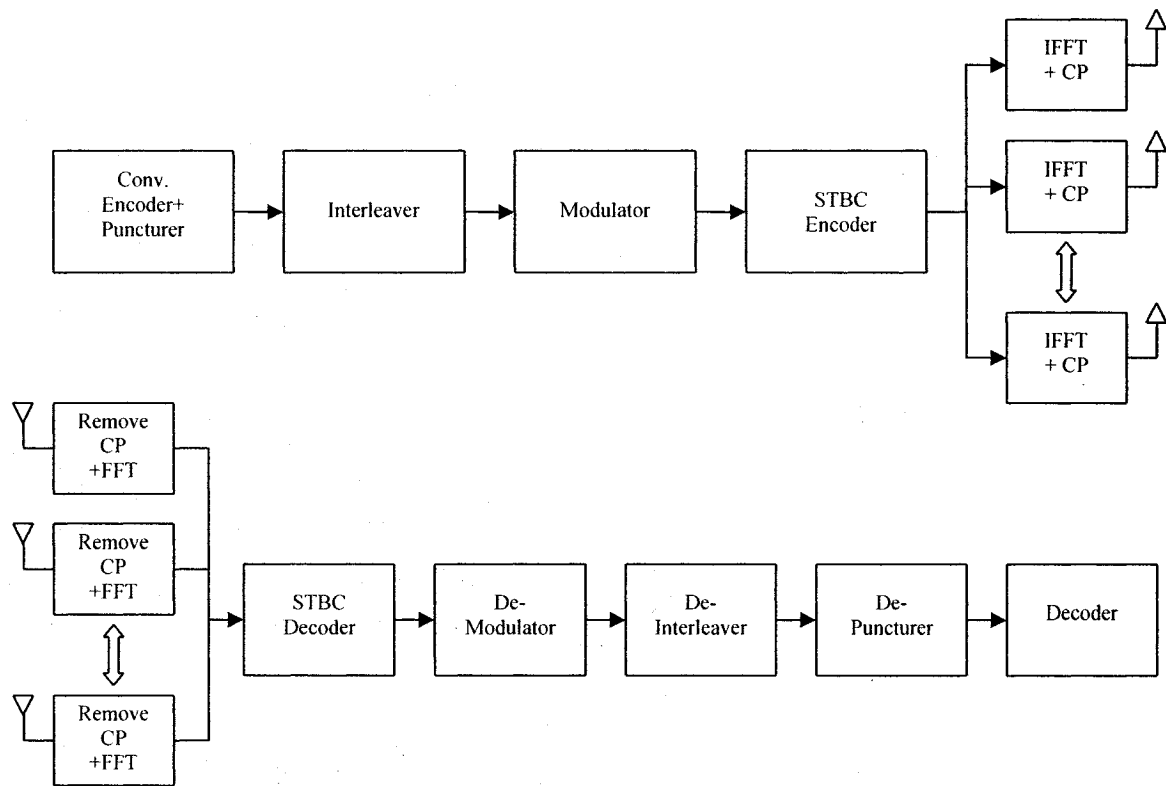 IFFT
+ CP
Conv.
Encoder+
Puncturer
Interleaver
Modulator
STBC
Encoder
IFFT
+ CP
IFFT
+ CP
Remove
CP
+FFT
Remove
CP
+FFT
STBC
Decoder
De-
Modulator
De-
Interleaver
De-
Puncturer
Decoder
Remove
CP
+FFT